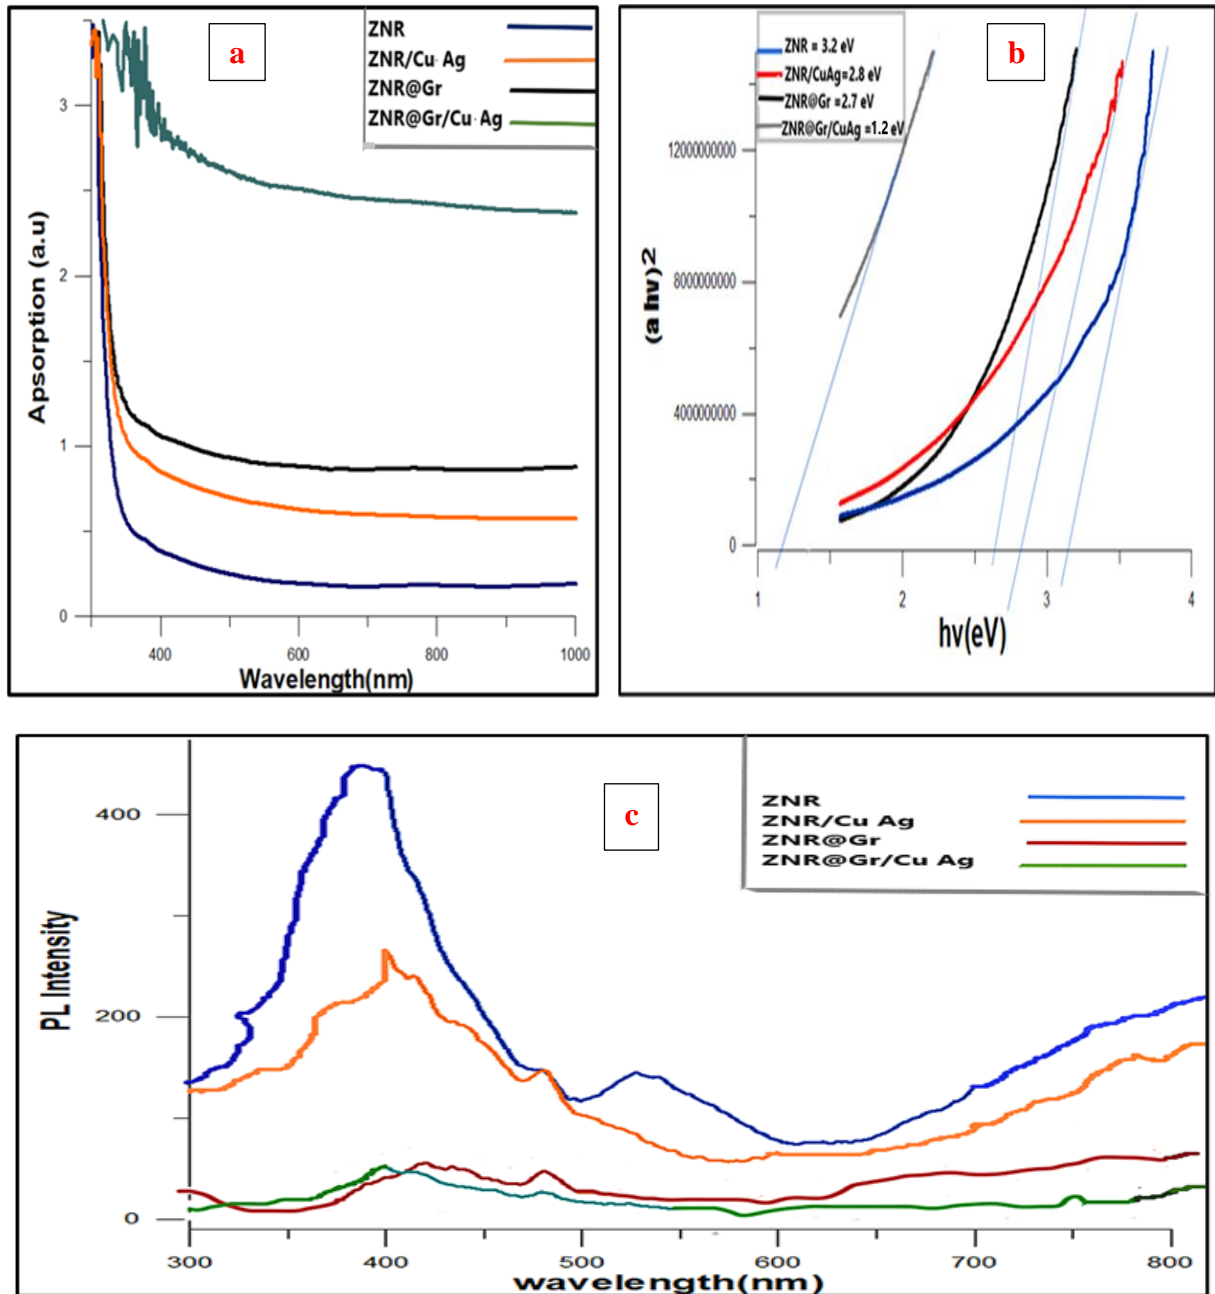 a
ZNR
ZNR/Cu Ag
ZNR@Gr
ZNR@Gr/Cu Ag
3
2
1
0
Apsorption (a.u)
400
600
800
1000
Wavelength(nm)
b
ZNR = 3.2 eV
ZNR/CuAg=2.8 eV
ZNR@Gr =2.7 eV
ZNR@Gr/CuAg =1.2 eV
12000000000
8000000000
4000000000
0
(a hv)2
1
2
3
4
hv(eV)
c
ZNR
ZNR/Cu Ag
ZNR@Gr
ZNR@Gr/Cu Ag
400
200
0
PL Intensity
300
400
500
600
700
800
wavelength(nm)